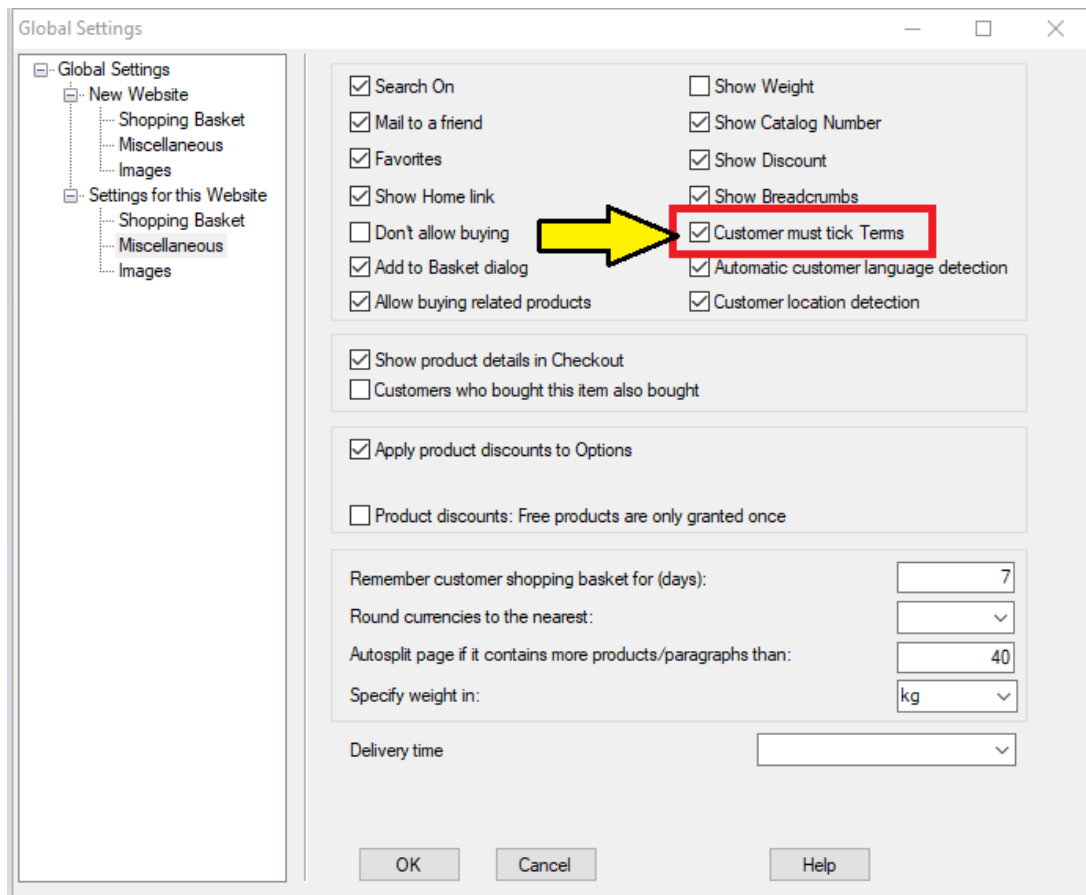 Global Settings
Global Settings
New Website
Shopping Basket
Miscellaneous
Images
Settings for this Website
Shopping Basket
Miscellaneous
Images
Search On
Show Weight
Mail to a friend
Show Catalog Number
Favorites
Show Discount
Show Home link
Show Breadcrumbs
Don't allow buying
Customer must tick Terms
Add to Basket dialog
Automatic customer language detection
Allow buying related products
Customer location detection
Show product details in Checkout
Customers who bought this item also bought
Apply product discounts to Options
Product discounts: Free products are only granted once
Remember customer shopping basket for (days): 7
Round currencies to the nearest:
Autosplit page if it contains more products/paragraphs than: 40
Specify weight in: kg
Delivery time
OK Cancel Help